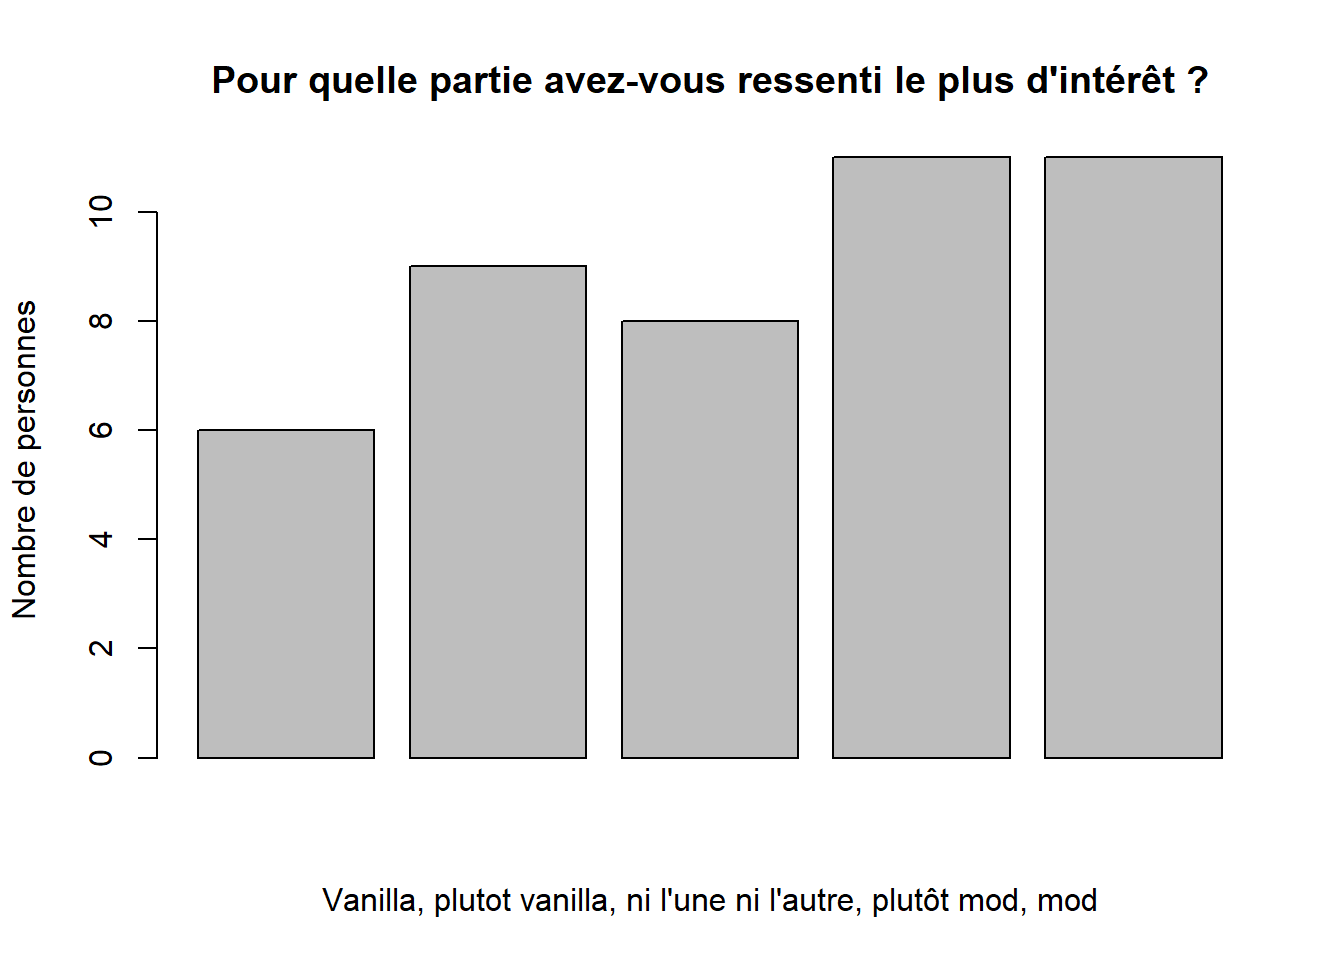 Pour quelle partie avez-vous ressenti le plus d'intérêt ?
Nombre de personnes
10
8
6
4
2
0
Vanilla, plutot vanilla, ni l'une ni l'autre, plutôt mod, mod